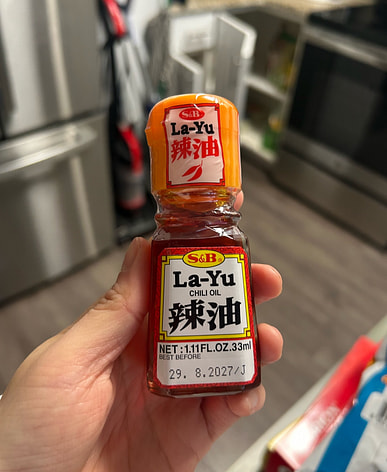 S&B
La-Yu
辣油
S&B
La-Yu
CHILI OIL
辣油
NET:1.11FL.OZ.33ml
BEST BEFORE
29. 8.2027/J